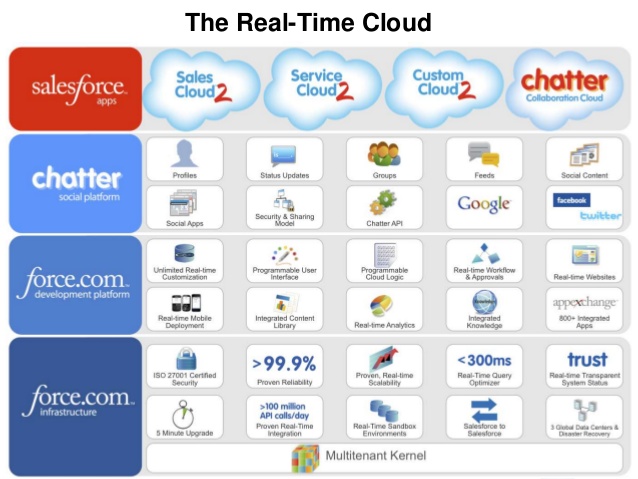 The Real-Time Cloud
salesforce
apps
Sales
Cloud 2
Service
Cloud 2
Custom
Cloud 2
chatter
Collaboration Cloud
chatter
social platform
Profiles
Status Updates
Groups
Feeds
Social Content
Social Apps
Security & Sharing
Model
Chatter API
Google
facebook
twitter
force.com
development platform
Unlimited Real-time
Customization
Programmable User
Interface
Programmable
Cloud Logic
Real-time Workflow
& Approvals
Real-time Websites
Real-time Mobile
Deployment
Integrated Content
Library
Real-time Analytics
Integrated
Knowledge
appexchange
800+ Integrated
Apps
force.com
infrastructure
ISO 27001 Certified
Security
>99.9%
Proven Reliability
Proven, Real-time
Scalability
<300ms
Real-Time Query
Optimizer
trust
Real-time Transparent
System Status
5 Minute Upgrade
>100 million
API calls/day
Proven Real-Time
Integration
Real-Time Sandbox
Environments
Salesforce to
Salesforce
3 Global Data Centers &
Disaster Recovery
Multitenant Kernel